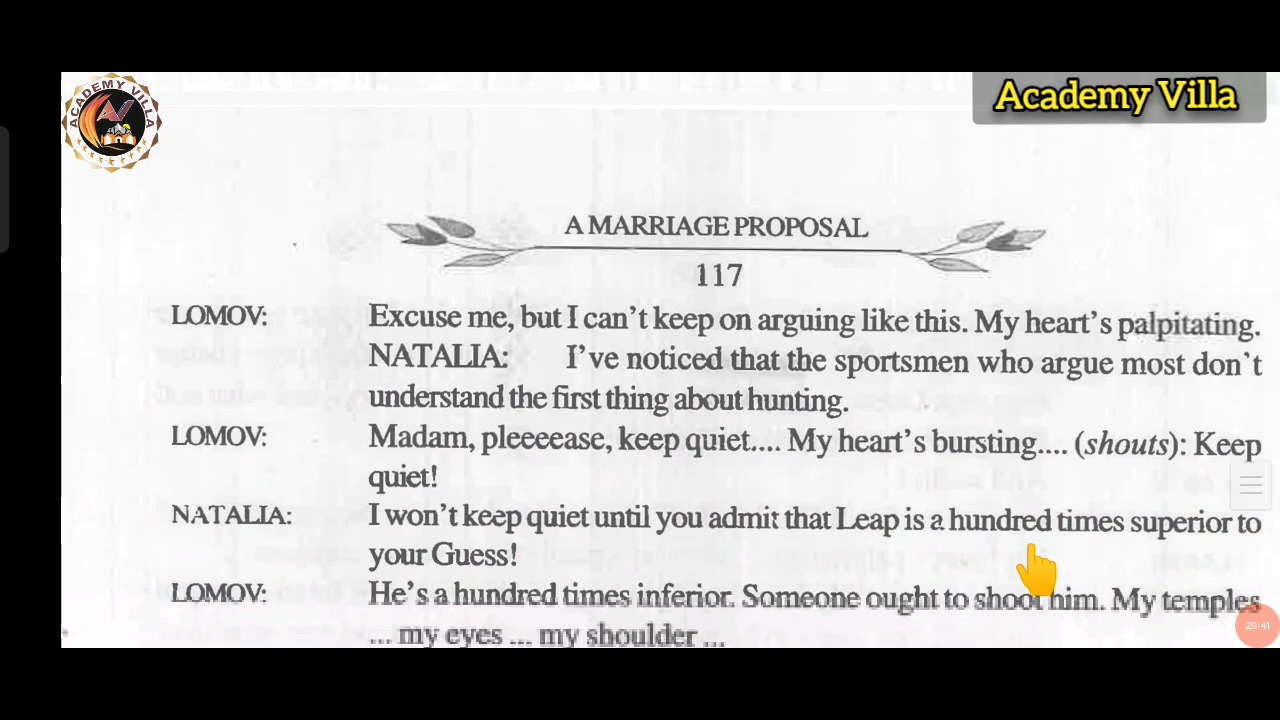 ACADEMY VILLA
Academy Villa
A MARRIAGE PROPOSAL
117
LOMOV: Excuse me, but I can't keep on arguing like this. My heart's palpitating.
NATALIA: I've noticed that the sportsmen who argue most don't
understand the first thing about hunting.
LOMOV: Madam, pleeeease, keep quiet.... My heart's bursting.... (shouts): Keep
quiet!
NATALIA: I won't keep quiet until you admit that Leap is a hundred times superior to
your Guess!
LOMOV: He's a hundred times inferior. Someone ought to shoot him. My temples
... my eyes ... my shoulder ...
29:41